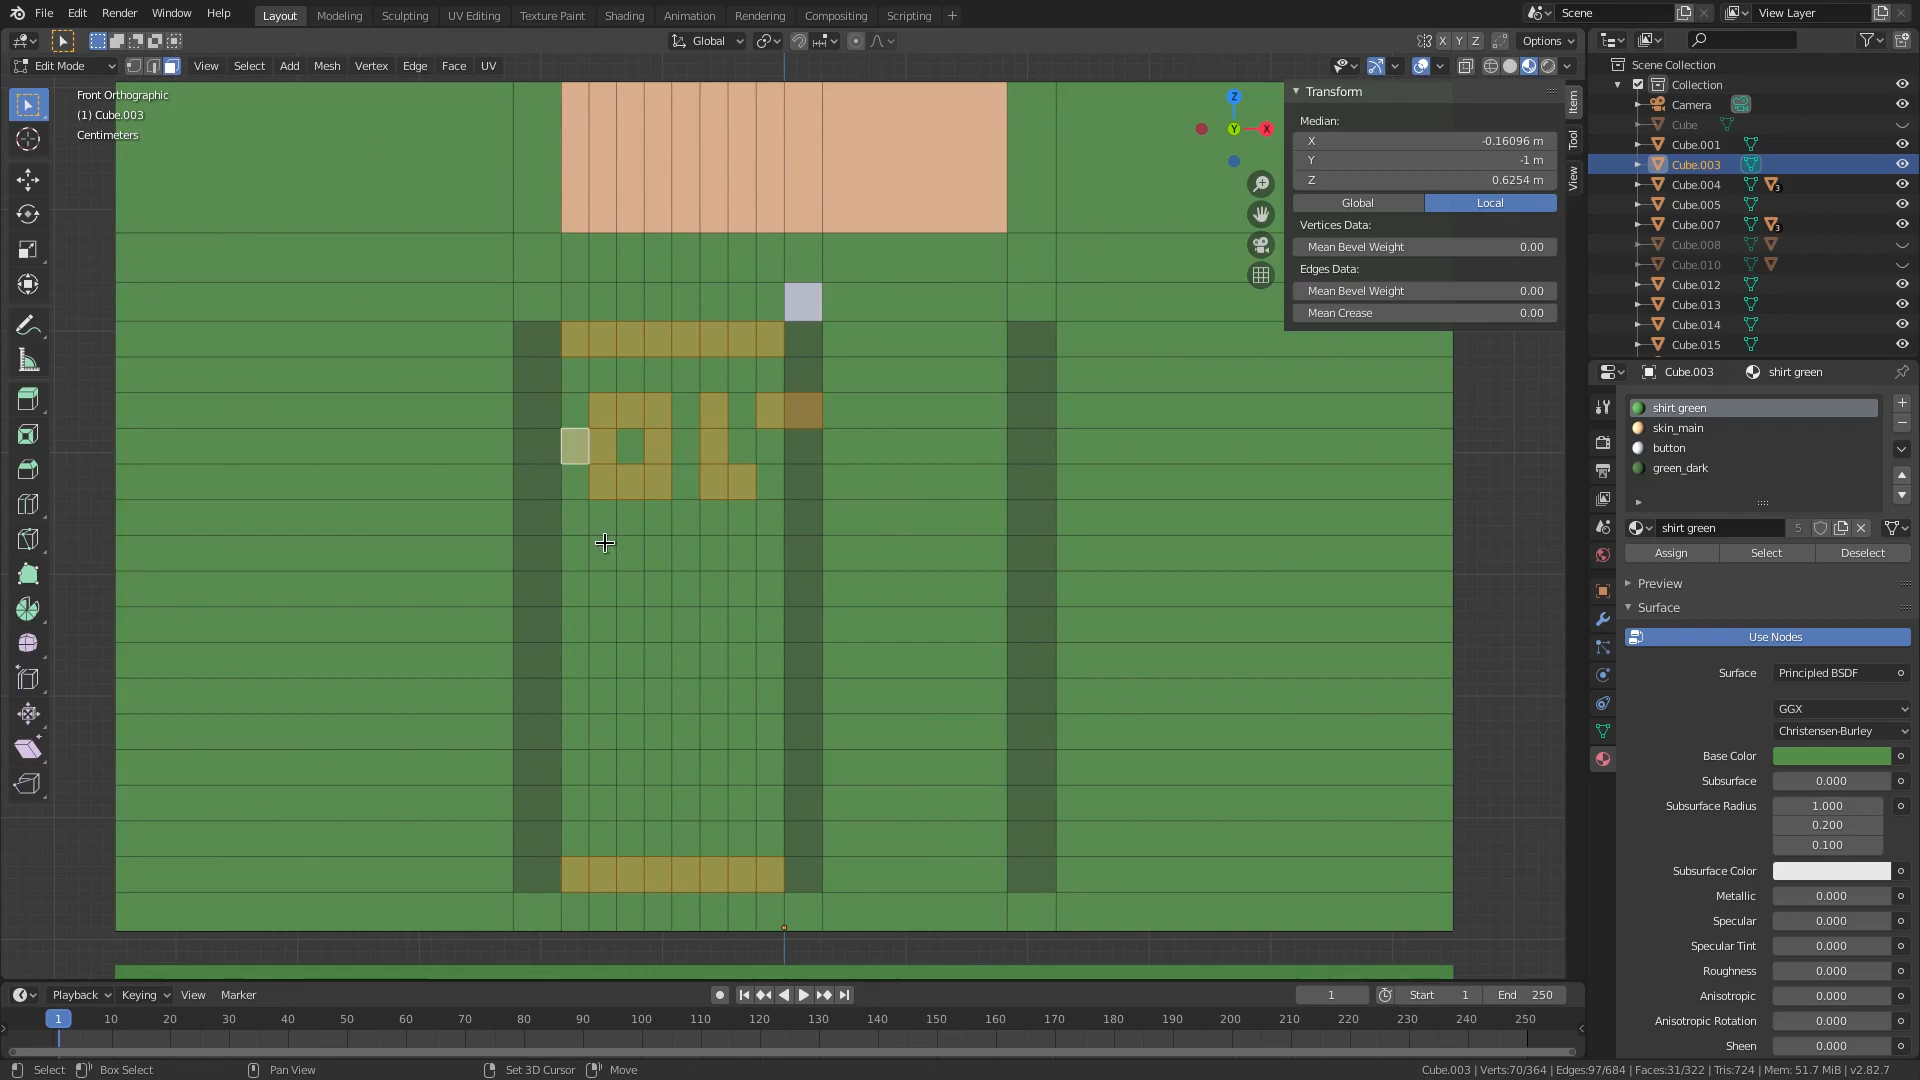 File Edit Render Window Help Layout Modeling Sculpting UV Editing Texture Paint Shading Animation Rendering Compositing Scripting + Scene View Layer
Global X Y Z Options
Edit Mode View Select Add Mesh Vertex Edge Face UV
Scene Collection
Collection
Camera
Cube
Cube.001
Cube.003
Cube.004 3
Cube.005
Cube.007 3
Cube.008
Cube.010
Cube.012
Cube.013
Cube.014
Cube.015
Front Orthographic
(1) Cube.003
Centimeters
Z
Y
X
Transform
Median:
X -0.16096 m
Y -1 m
Z 0.6254 m
Global Local
Vertices Data:
Mean Bevel Weight 0.00
Edges Data:
Mean Bevel Weight 0.00
Mean Crease 0.00
Item
Tool
View
Cube.003 shirt green
shirt green
skin_main
button
green_dark
shirt green 5
Assign Select Deselect
Preview
Surface
Use Nodes
Surface Principled BSDF
GGX
Christensen-Burley
Base Color
Subsurface 0.000
Subsurface Radius 1.000
0.200
0.100
Subsurface Color
Metallic 0.000
Specular 0.000
Specular Tint 0.000
Roughness 0.000
Anisotropic 0.000
Anisotropic Rotation 0.000
Sheen 0.000
Playback Keying View Marker 1 Start 1 End 250
1 10 20 30 40 50 60 70 80 90 100 110 120 130 140 150 160 170 180 190 200 210 220 230 240 250
Select Box Select Pan View Set 3D Cursor Move Cube.003 | Verts:70/364 | Edges:97/684 | Faces:31/322 | Tris:724 | Mem: 51.7 MiB | v2.82.7